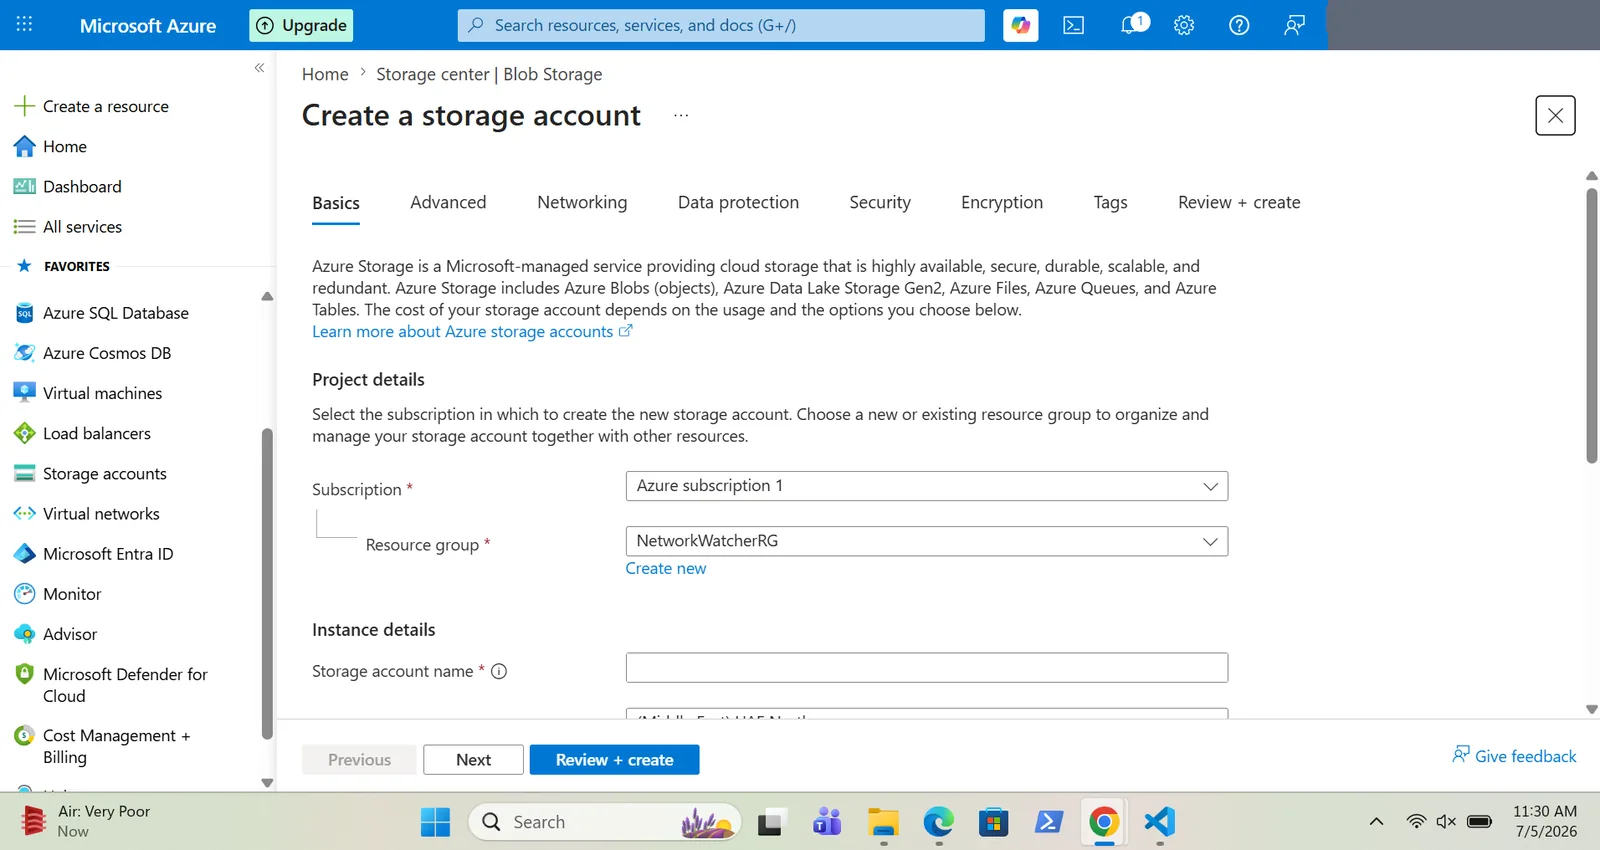 Microsoft Azure
Upgrade
Search resources, services, and docs (G+/)
1
Home
Storage center | Blob Storage
Create a storage account
...
Create a resource
Home
Dashboard
All services
FAVORITES
Azure SQL Database
Azure Cosmos DB
Virtual machines
Load balancers
Storage accounts
Virtual networks
Microsoft Entra ID
Monitor
Advisor
Microsoft Defender for
Cloud
Cost Management +
Billing
Basics
Advanced
Networking
Data protection
Security
Encryption
Tags
Review + create
Azure Storage is a Microsoft-managed service providing cloud storage that is highly available, secure, durable, scalable, and
redundant. Azure Storage includes Azure Blobs (objects), Azure Data Lake Storage Gen2, Azure Files, Azure Queues, and Azure
Tables. The cost of your storage account depends on the usage and the options you choose below.
Learn more about Azure storage accounts
Project details
Select the subscription in which to create the new storage account. Choose a new or existing resource group to organize and
manage your storage account together with other resources.
Subscription *
Azure subscription 1
Resource group *
NetworkWatcherRG
Create new
Instance details
Storage account name *
Previous
Next
Review + create
Give feedback
Air: Very Poor
Now
Search
11:30 AM
7/5/2026